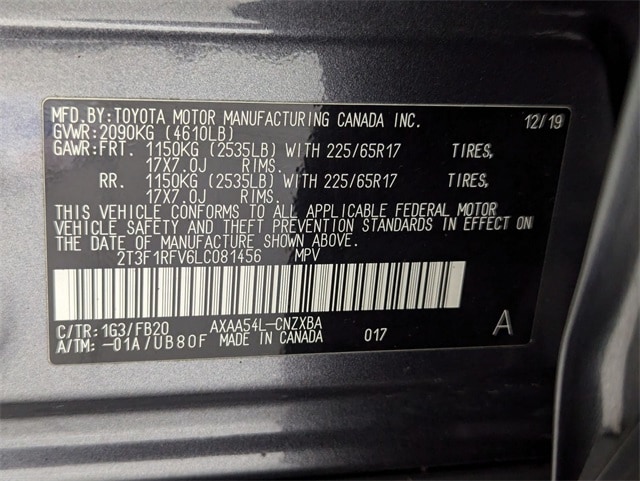 MFD.BY:TOYOTA MOTOR MANUFACTURING CANADA INC. 12/19
GVWR:2090KG (4610LB)
GAWR:FRT. 1150KG (2535LB) WITH 225/65R17 TIRES,
17X7.0J RIMS.
RR. 1150KG (2535LB) WITH 225/65R17 TIRES,
17X7.0J RIMS.
THIS VEHICLE CONFORMS TO ALL APPLICABLE FEDERAL MOTOR
VEHICLE SAFETY AND THEFT PREVENTION STANDARDS IN EFFECT ON
THE DATE OF MANUFACTURE SHOWN ABOVE.
2T3F1RFV6LC081456 MPV
C/TR:1G3/FB20 AXAA54L-CNZXBA A
A/TM:-01A/UB80F MADE IN CANADA 017